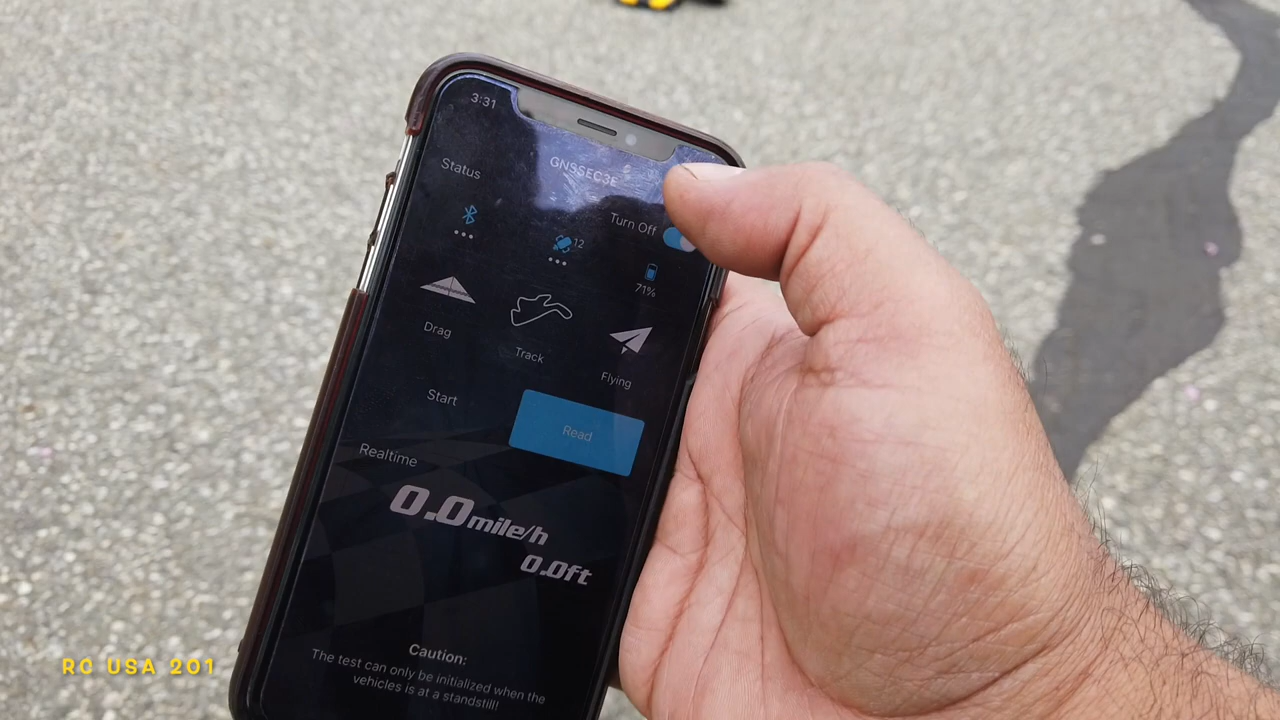 3:31
GNSSEC3E
Status
Turn Off
12
71%
Drag
Track
Flying
Start
Read
Realtime
0.0mile/h
0.0ft
Caution:
The test can only be initialized when the
vehicles is at a standstill!
RC USA 201